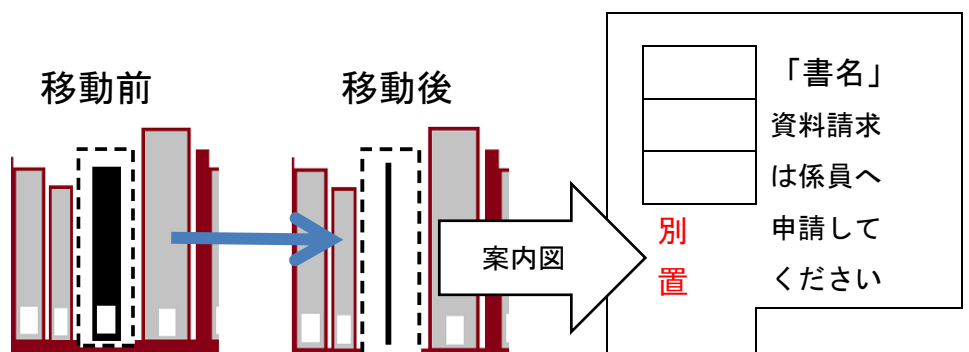 移動前
移動後
案内図
「書名」
資料請求
は係員へ
申請して
ください
別
置